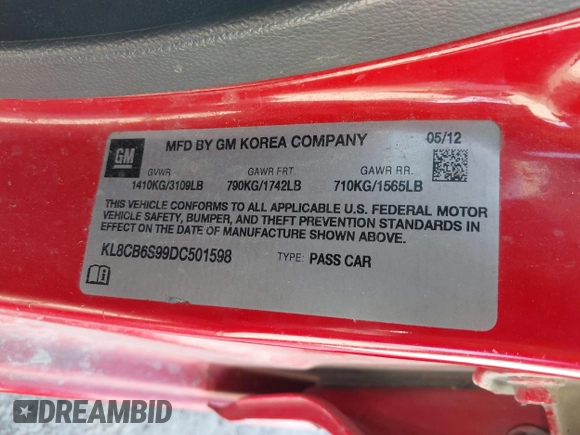 GM
MFD BY GM KOREA COMPANY 05/12
GVWR GAWR FRT. GAWR RR.
1410KG/3109LB 790KG/1742LB 710KG/1565LB
THIS VEHICLE CONFORMS TO ALL APPLICABLE U.S. FEDERAL MOTOR
VEHICLE SAFETY, BUMPER, AND THEFT PREVENTION STANDARDS IN
EFFECT ON THE DATE OF MANUFACTURE SHOWN ABOVE.
KL8CB6S99DC501598 TYPE: PASS CAR
DREAMBID